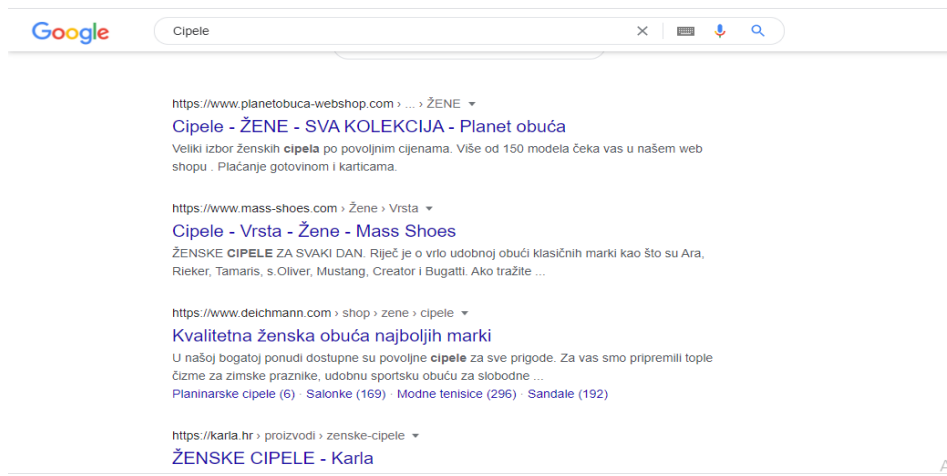 Google
Cipele
https://www.planetobuca-webshop.com › ... › ŽENE
Cipele - ŽENE - SVA KOLEKCIJA - Planet obuća
Veliki izbor ženskih cipela po povoljnim cijenama. Više od 150 modela čeka vas u našem web
shopu . Plaćanje gotovinom i karticama.
https://www.mass-shoes.com › Žene › Vrsta
Cipele - Vrsta - Žene - Mass Shoes
ŽENSKE CIPELE ZA SVAKI DAN. Riječ je o vrlo udobnoj obući klasičnih marki kao što su Ara,
Rieker, Tamaris, s.Oliver, Mustang, Creator i Bugatti. Ako tražite ...
https://www.deichmann.com › shop › zene › cipele
Kvalitetna ženska obuća najboljih marki
U našoj bogatoj ponudi dostupne su povoljne cipele za sve prigode. Za vas smo pripremili tople
čizme za zimske praznike, udobnu sportsku obuću za slobodne ...
Planinarske cipele (6) · Salonke (169) · Modne tenisice (296) · Sandale (192)
https://karla.hr › proizvodi › zenske-cipele
ŽENSKE CIPELE - Karla